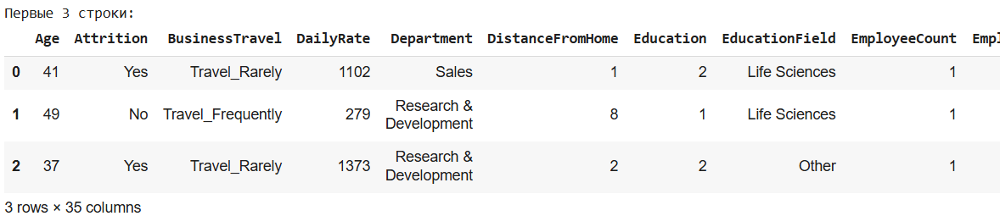 Первые 3 строки:
Age Attrition BusinessTravel DailyRate Department DistanceFromHome Education EducationField EmployeeCount Empl
0 41 Yes Travel_Rarely 1102 Sales 1 2 Life Sciences 1
1 49 No Travel_Frequently 279 Research & Development 8 1 Life Sciences 1
2 37 Yes Travel_Rarely 1373 Research & Development 2 2 Other 1
3 rows × 35 columns